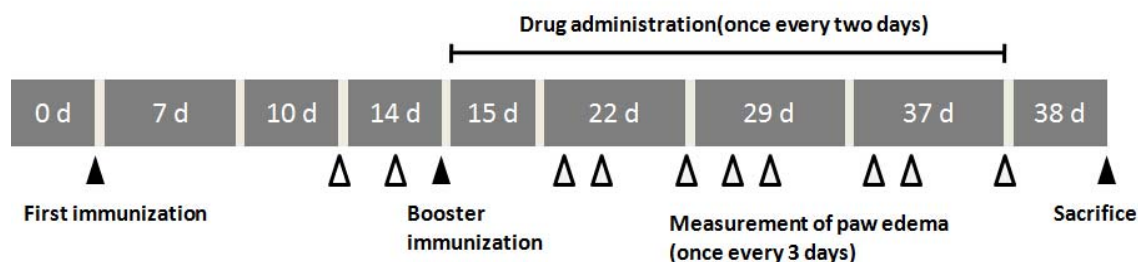 Drug administration(once every two days)
0 d 7 d 10 d 14 d 15 d 22 d 29 d 37 d 38 d
First immunization
Booster
immunization
Measurement of paw edema
(once every 3 days)
Sacrifice